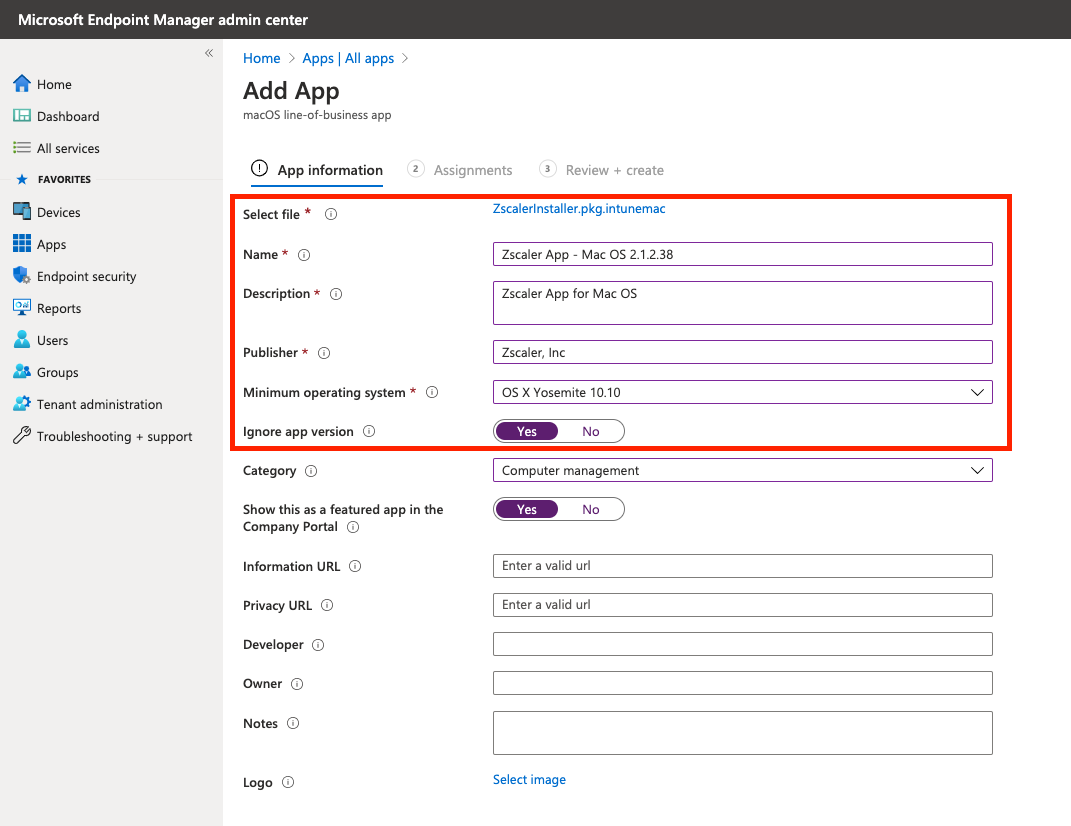 Microsoft Endpoint Manager admin center
«
Home
Dashboard
All services
FAVORITES
Devices
Apps
Endpoint security
Reports
Users
Groups
Tenant administration
Troubleshooting + support
Home > Apps | All apps >
Add App
macOS line-of-business app
! App information 2 Assignments 3 Review + create
Select file * i ZscalerInstaller.pkg.intunemac
Name * i Zscaler App - Mac OS 2.1.2.38
Description * i Zscaler App for Mac OS
Publisher * i Zscaler, Inc
Minimum operating system * i OS X Yosemite 10.10
Ignore app version i Yes No
Category i Computer management
Show this as a featured app in the Yes No
Company Portal i
Information URL i Enter a valid url
Privacy URL i Enter a valid url
Developer i
Owner i
Notes i
Logo i Select image